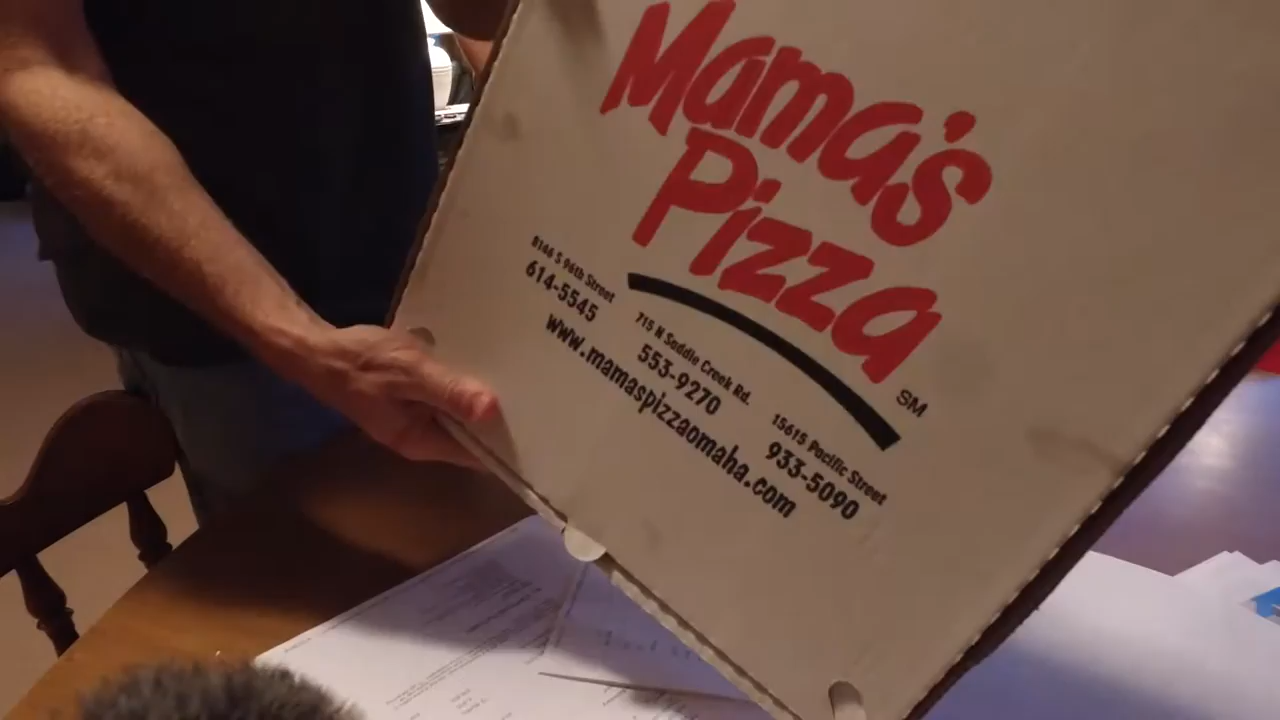 Mama's
Pizza
SM
8146 S 96th Street
614-5545
715 N Saddle Creek Rd.
553-9270
15615 Pacific Street
933-5090
www.mamaspizzaomaha.com